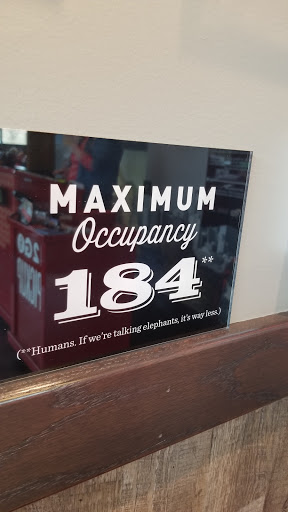 MAXIMUM
Occupancy
184**
(**Humans. If we're talking elephants, it's way less.)